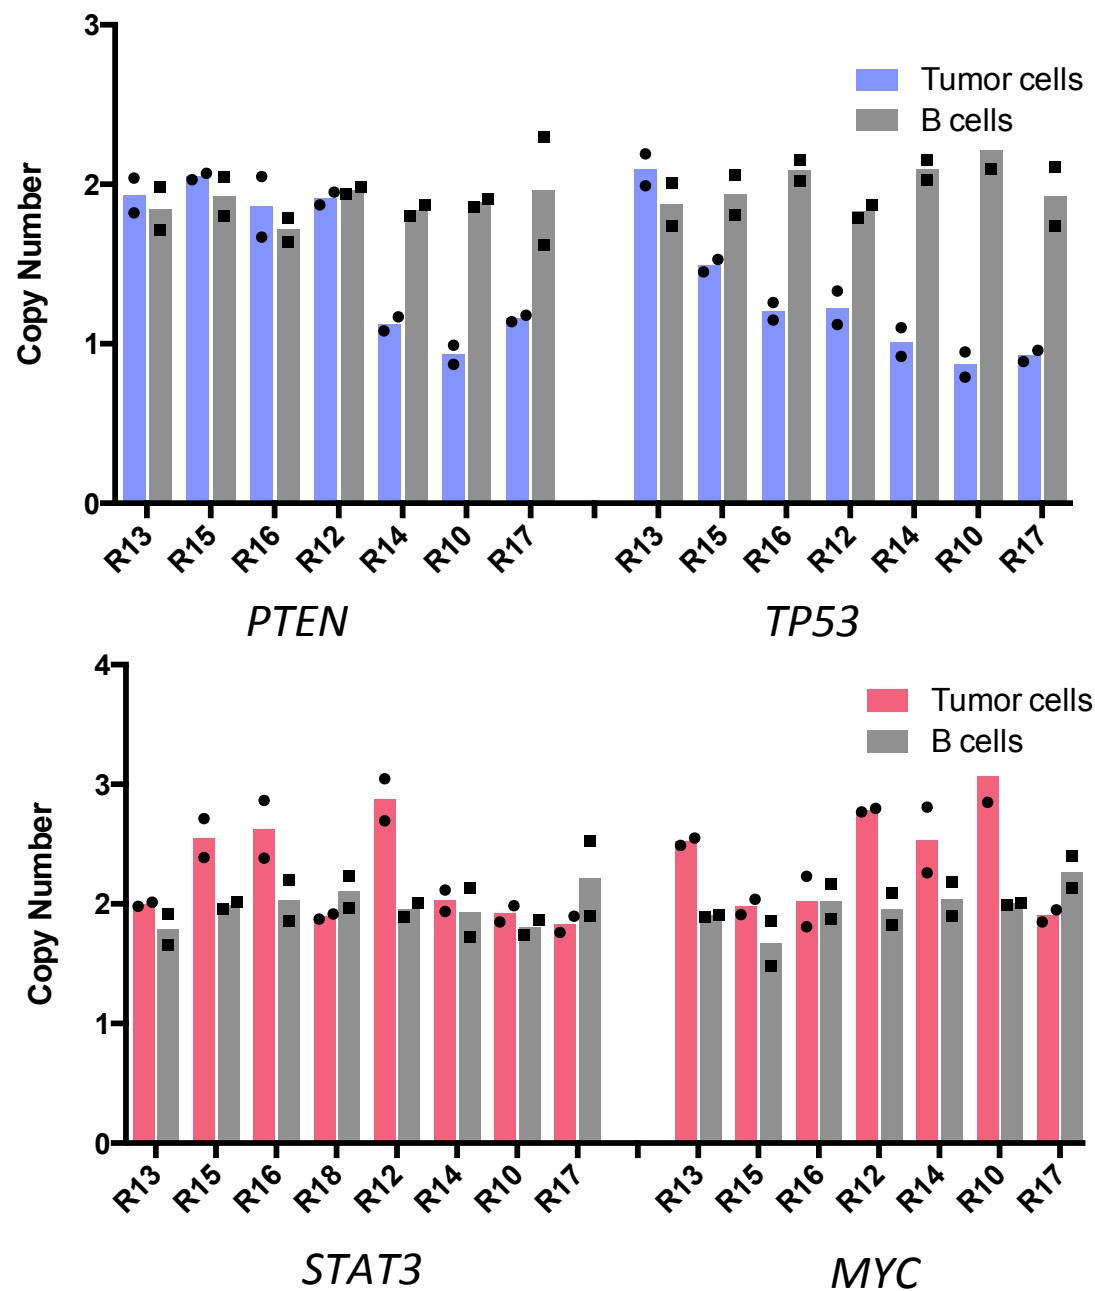 3
2
1
0
Copy Number
Tumor cells
B cells
R13 R15 R16 R12 R14 R10 R17 R13 R15 R16 R12 R14 R10 R17
PTEN TP53
4
3
2
1
0
Copy Number
Tumor cells
B cells
R13 R15 R16 R18 R12 R14 R10 R17 R13 R15 R16 R12 R14 R10 R17
STAT3 MYC